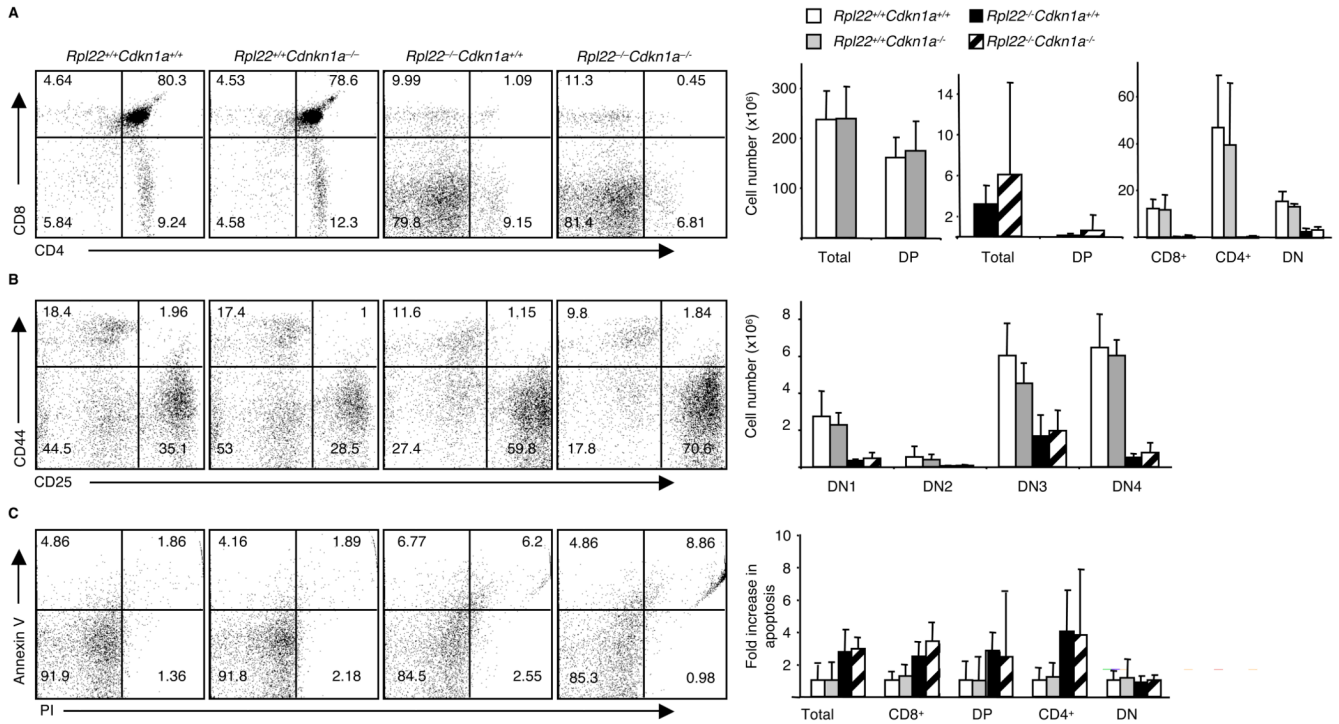 A
Rpl22+/+Cdkn1a+/+
Rpl22+/+Cdnkn1a–/–
Rpl22–/–Cdkn1a+/+
Rpl22–/–Cdkn1a-/-
4.64 80.3
5.84 9.24
4.53 78.6
4.58 12.3
9.99 1.09
79.8 9.15
11.3 0.45
81.4 6.81
CD8
CD4
Rpl22+/+Cdkn1a+/+
Rpl22-/-Cdkn1a+/+
Rpl22+/+Cdkn1a-/-
Rpl22-/-Cdkn1a-/-
Cell number (x10⁶)
300
200
100
Total DP
14
10
6
2
Total DP
60
40
20
CD8+ CD4+ DN
B
18.4 1.96
44.5 35.1
17.4 1
53 28.5
11.6 1.15
27.4 59.8
9.8 1.84
17.8 70.6
CD44
CD25
Cell number (x10⁶)
8
6
4
2
DN1 DN2 DN3 DN4
C
4.86 1.86
91.9 1.36
4.16 1.89
91.8 2.18
6.77 6.2
84.5 2.55
4.86 8.86
85.3 0.98
Annexin V
PI
Fold increase in
apoptosis
10
8
6
4
2
Total CD8+ DP CD4+ DN